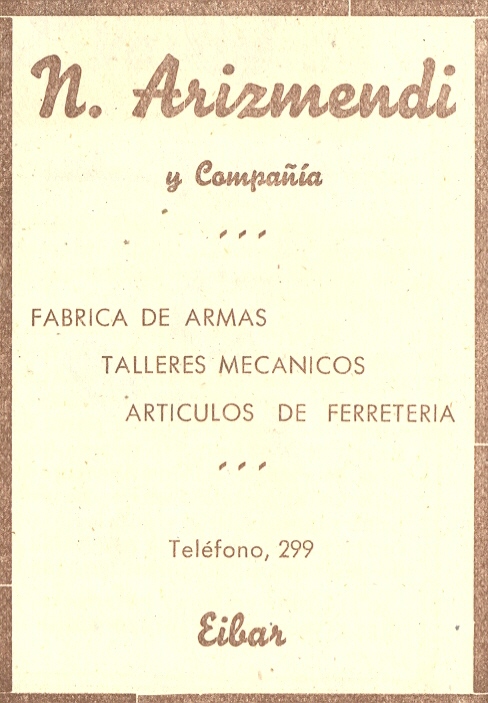 N. Arizmendi
y Compañía
FABRICA DE ARMAS
TALLERES MECANICOS
ARTICULOS DE FERRETERIA
Teléfono, 299
Eibar